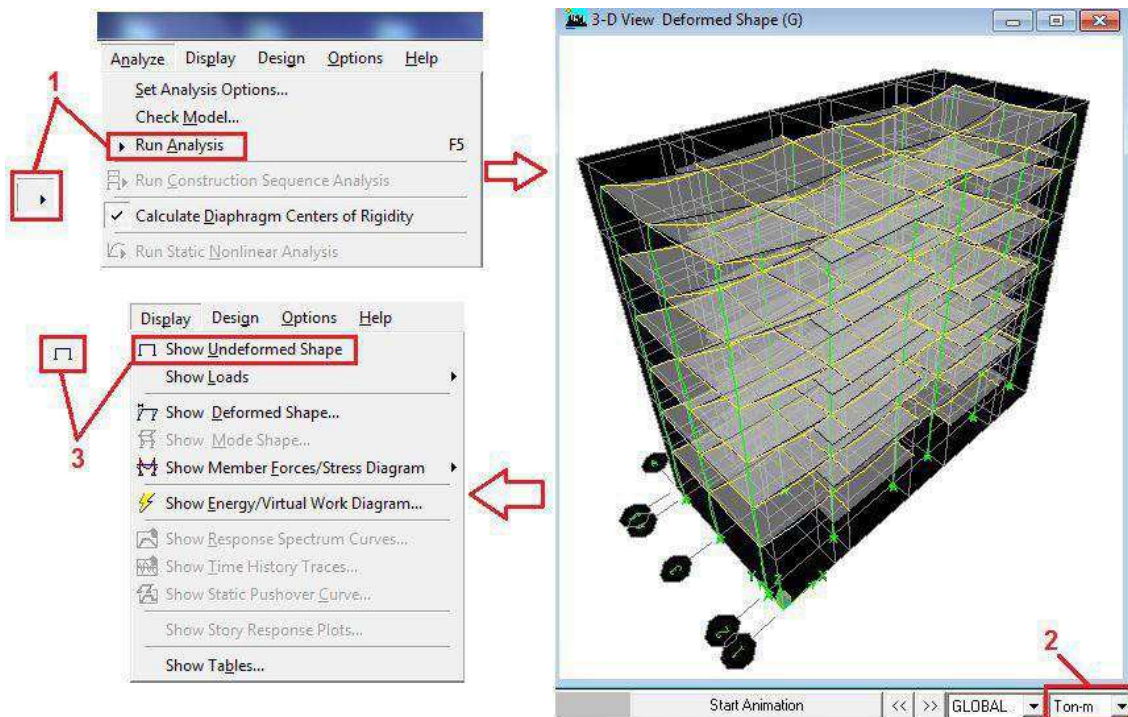 Analyze Display Design Options Help
1
Set Analysis Options...
Check Model...
Run Analysis F5
Run Construction Sequence Analysis
Calculate Diaphragm Centers of Rigidity
Run Static Nonlinear Analysis
Display Design Options Help
Show Undeformed Shape
Show Loads
Show Deformed Shape...
Show Mode Shape...
3
Show Member Forces/Stress Diagram
Show Energy/Virtual Work Diagram...
Show Response Spectrum Curves...
Show Time History Traces...
Show Static Pushover Curve...
Show Story Response Plots...
Show Tables...
3-D View Deformed Shape (G)
3
2
1
X
Y
Z
2
Start Animation << >> GLOBAL Ton-m